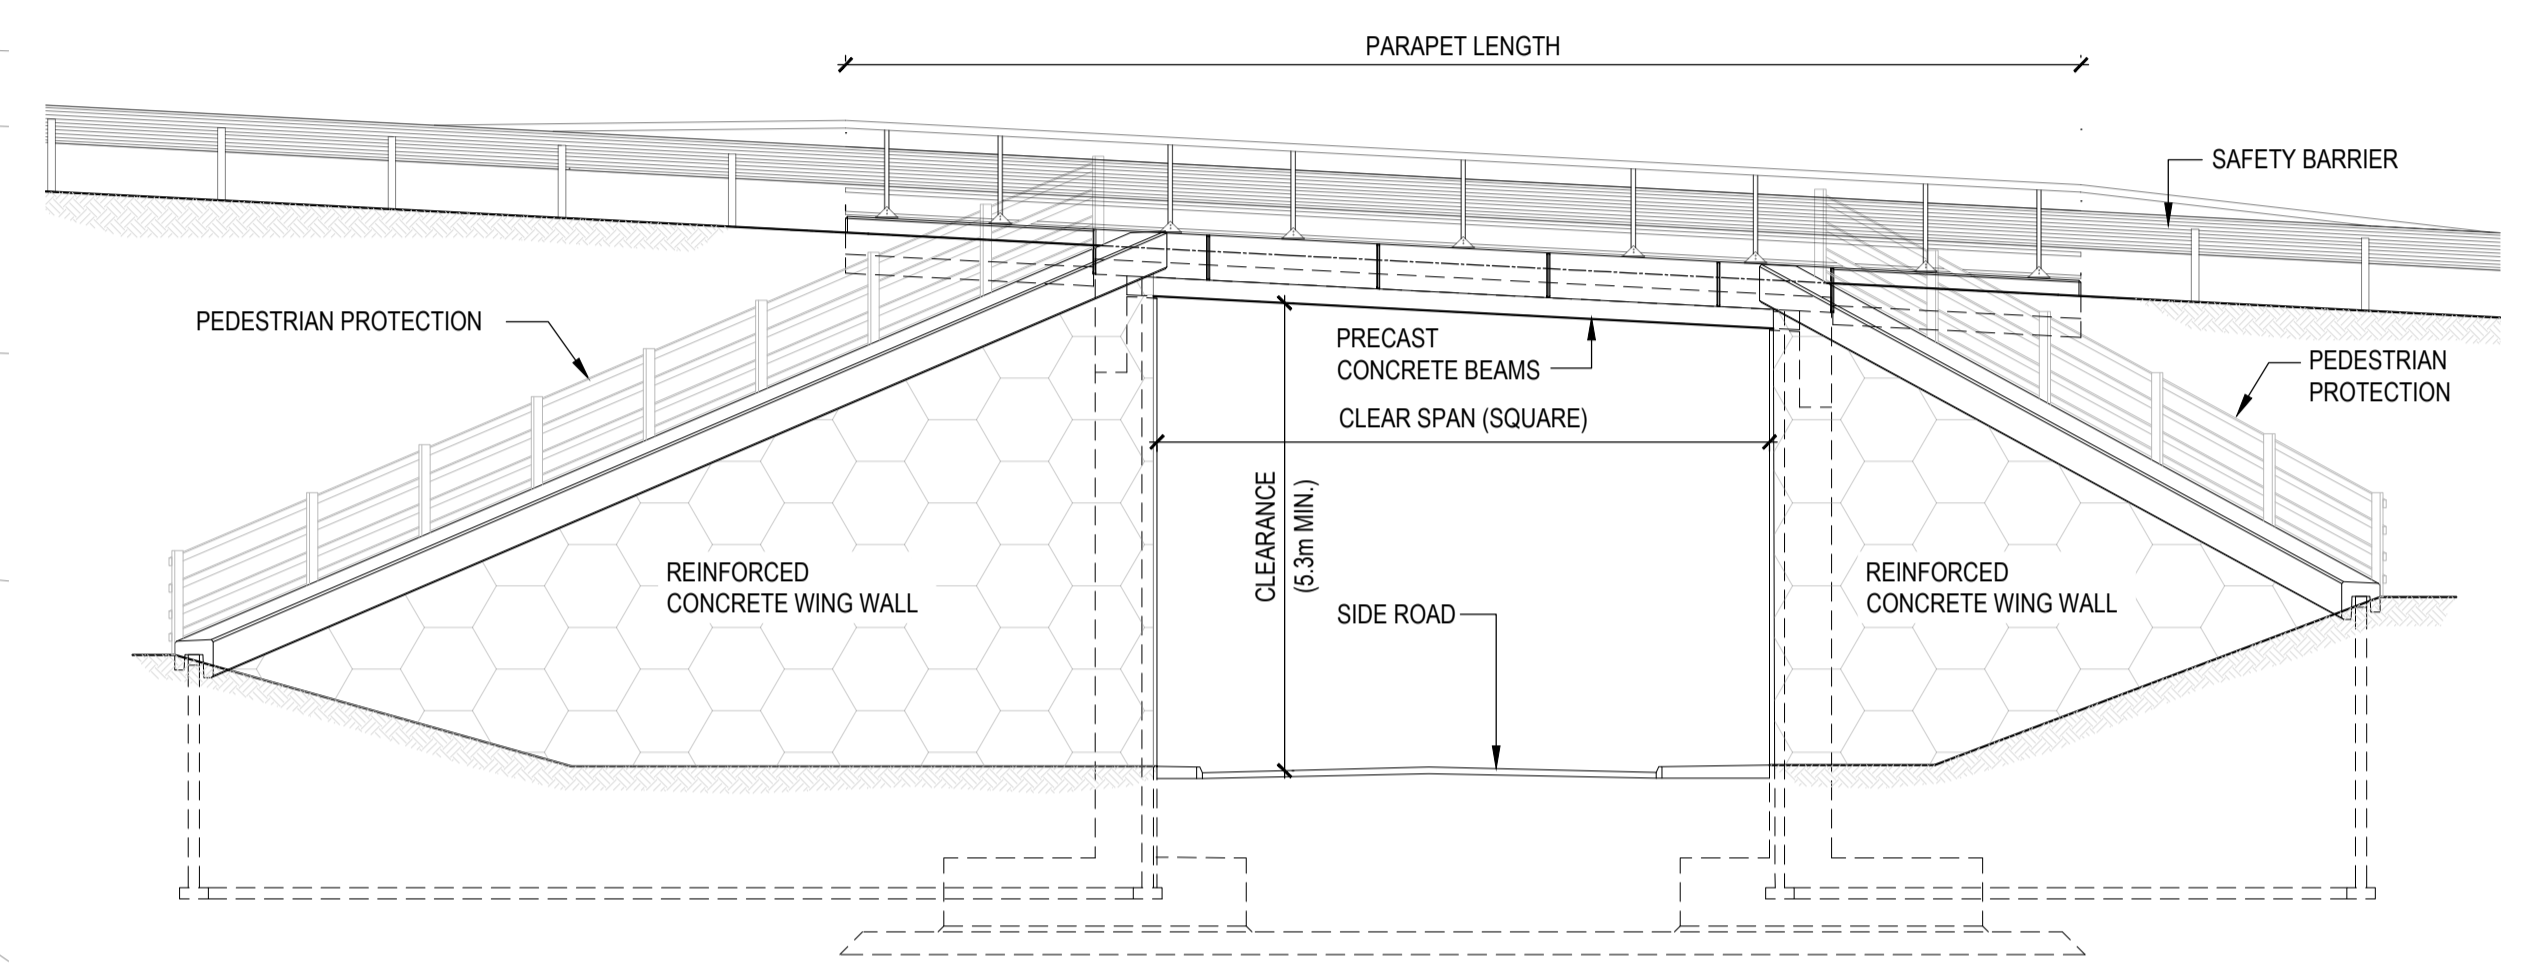 PARAPET LENGTH
SAFETY BARRIER
PEDESTRIAN PROTECTION
PRECAST
CONCRETE BEAMS
PEDESTRIAN
PROTECTION
CLEAR SPAN (SQUARE)
CLEARANCE
(5.3m MIN.)
REINFORCED
CONCRETE WING WALL
SIDE ROAD
REINFORCED
CONCRETE WING WALL